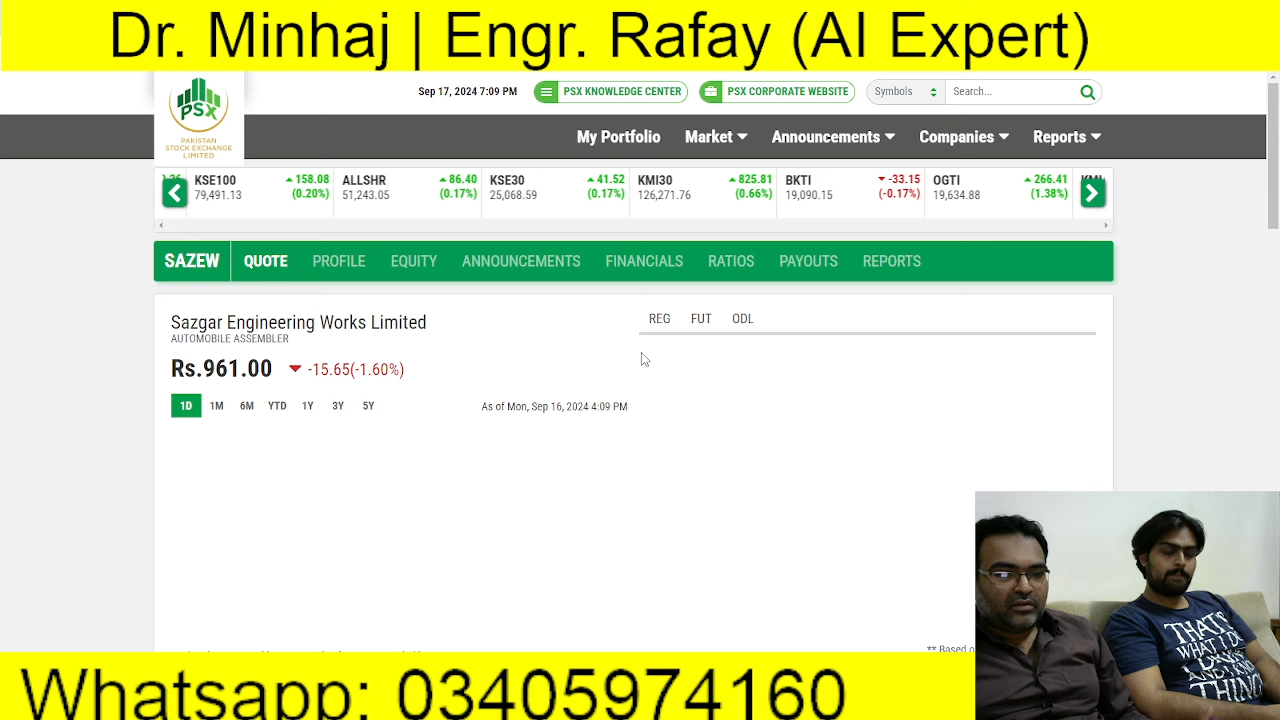 Dr. Minhaj | Engr. Rafay (AI Expert)
PSX
PAKISTAN
STOCK EXCHANGE
LIMITED
Sep 17, 2024 7:09 PM
PSX KNOWLEDGE CENTER
PSX CORPORATE WEBSITE
Symbols
Search...
My Portfolio
Market
Announcements
Companies
Reports
KSE100 158.08
79,491.13 (0.20%)
ALLSHR 86.40
51,243.05 (0.17%)
KSE30 41.52
25,068.59 (0.17%)
KMI30 825.81
126,271.76 (0.66%)
BKTI -33.15
19,090.15 (-0.17%)
OGTI 266.41
19,634.88 (1.38%)
SAZEW QUOTE PROFILE EQUITY ANNOUNCEMENTS FINANCIALS RATIOS PAYOUTS REPORTS
Sazgar Engineering Works Limited
AUTOMOBILE ASSEMBLER
Rs.961.00 -15.65(-1.60%)
1D 1M 6M YTD 1Y 3Y 5Y
As of Mon, Sep 16, 2024 4:09 PM
REG FUT ODL
** Based
THAT'S
WHAT I DO
THINGS
Whatsapp: 03405974160